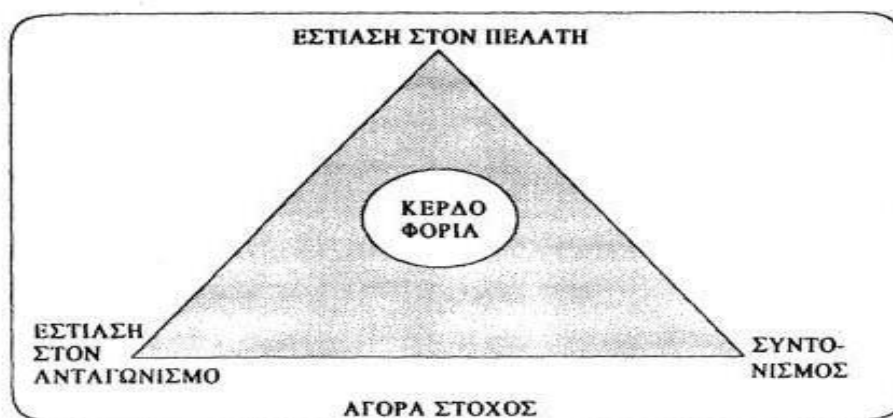 ΕΣΤΙΑΣΗ ΣΤΟΝ ΠΕΛΑΤΗ
ΚΕΡΔΟ
ΦΟΡΙΑ
ΕΣΤΙΑΣΗ
ΣΤΟΝ
ΑΝΤΑΓΩΝΙΣΜΟ
ΣΥΝΤΟ-
ΝΙΣΜΟΣ
ΑΓΟΡΑ ΣΤΟΧΟΣ